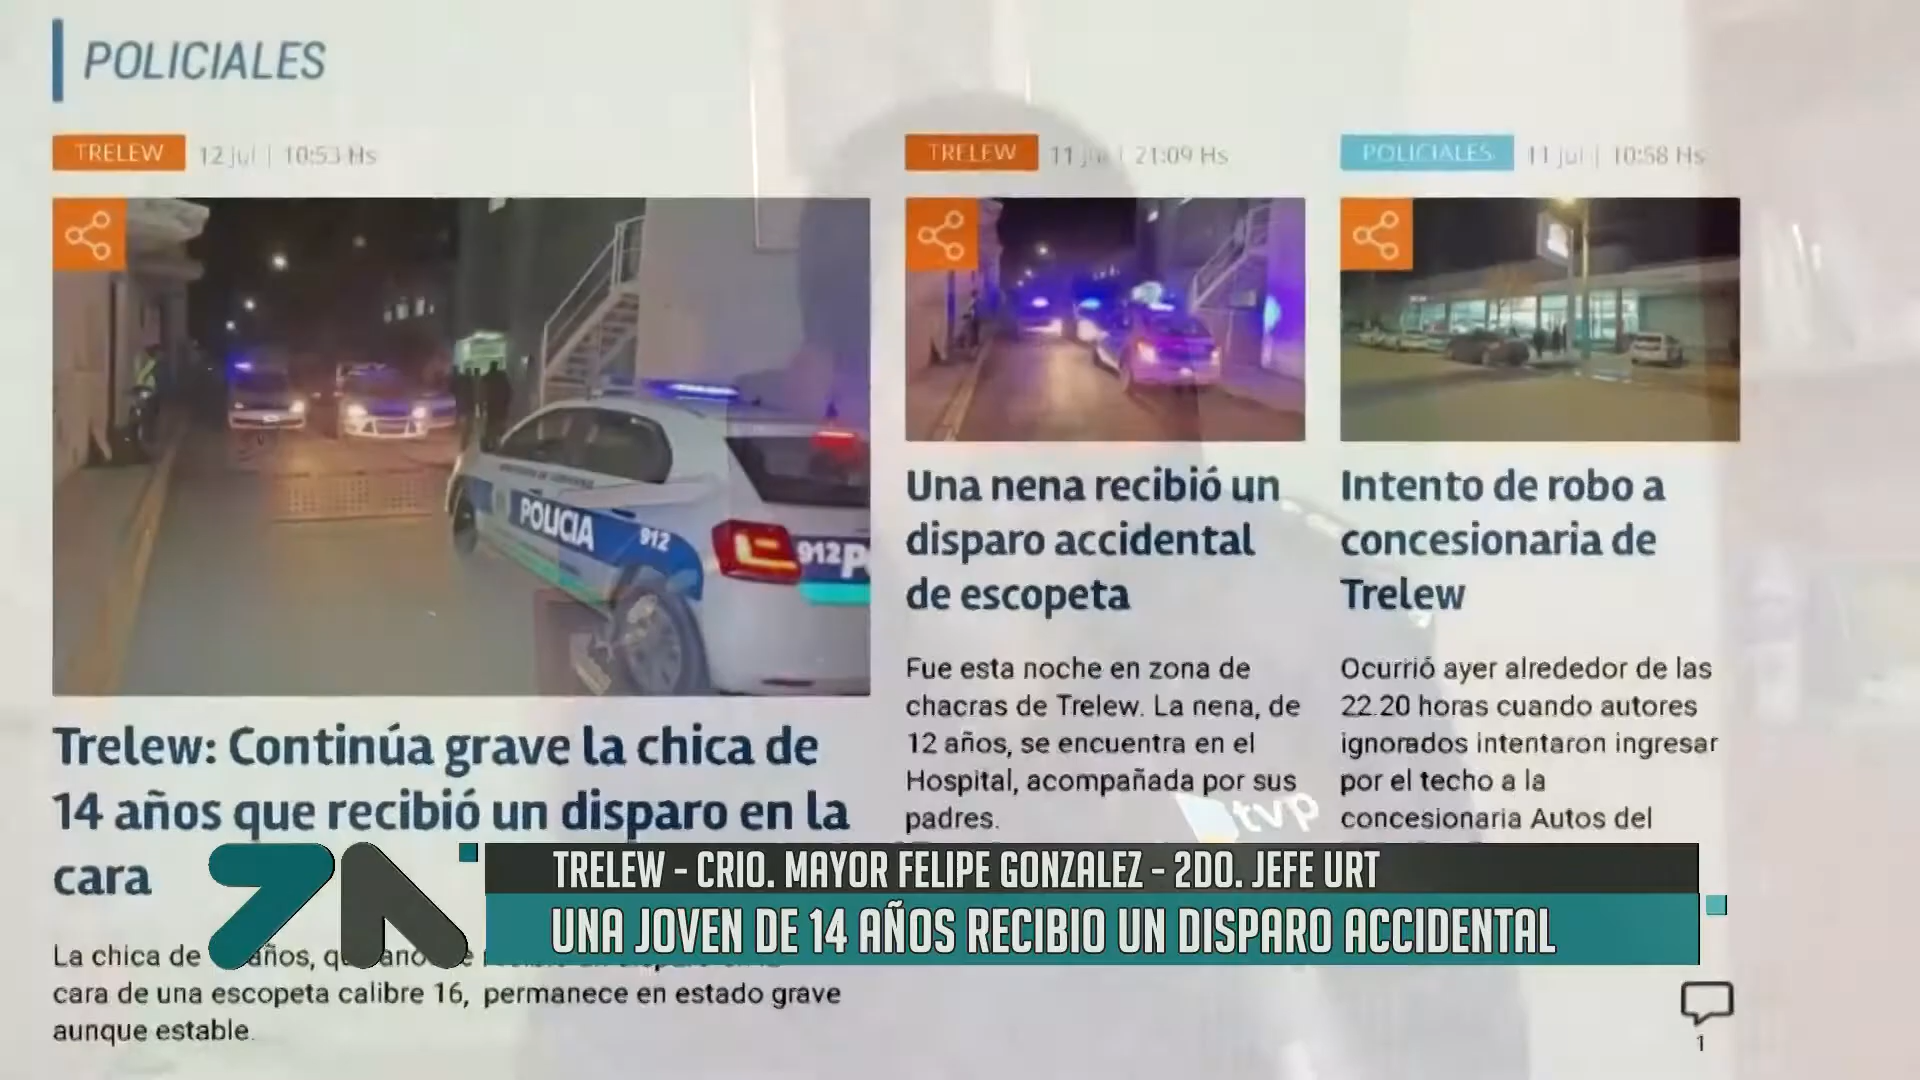 POLICIALES
TRELEW 12 jul | 10:53 Hs
POLICIA 912
912
Trelew: Continúa grave la chica de
14 años que recibió un disparo en la
cara
La chica de
cara de una escopeta calibre 16, permanece en estado grave
aunque estable.
TRELEW 11 | 21:09 Hs
Una nena recibió un
disparo accidental
de escopeta
Fue esta noche en zona de
chacras de Trelew. La nena, de
12 años, se encuentra en el
Hospital, acompañada por sus
padres.
POLICIALES 11 jul | 10:58 Hs
Intento de robo a
concesionaria de
Trelew
Ocurrió ayer alrededor de las
22.20 horas cuando autores
ignorados intentaron ingresar
por el techo a la
concesionaria Autos del
tvp
TRELEW - CRIO. MAYOR FELIPE GONZALEZ - 2DO. JEFE URT
UNA JOVEN DE 14 AÑOS RECIBIO UN DISPARO ACCIDENTAL
1